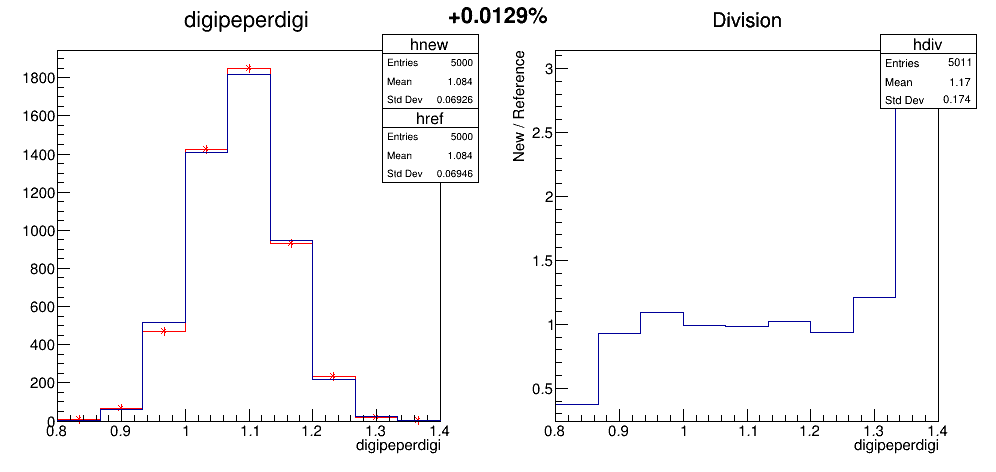 +0.0129%
digipeperdigi
hnew
Entries 5000
Mean 1.084
Std Dev 0.06926
href
Entries 5000
Mean 1.084
Std Dev 0.06946
1800
1600
1400
1200
1000
800
600
400
200
0
0.8 0.9 1 1.1 1.2 1.3 1.4
digipeperdigi
Division
hdiv
Entries 5011
Mean 1.17
Std Dev 0.174
New / Reference
3
2.5
2
1.5
1
0.5
0.8 0.9 1 1.1 1.2 1.3 1.4
digipeperdigi